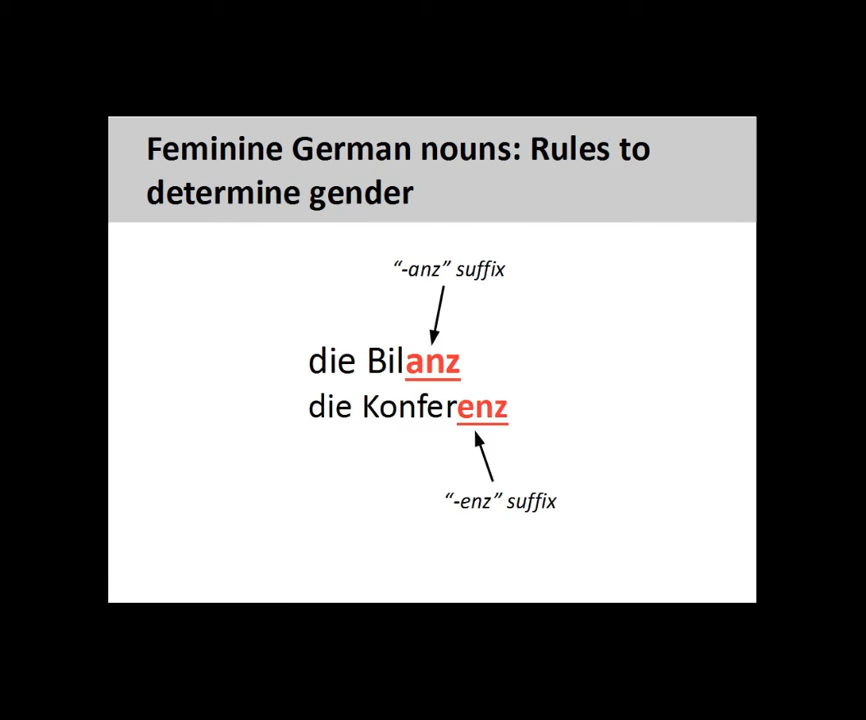 Feminine German nouns: Rules to
determine gender
“-anz” suffix
die Bilanz
die Konferenz
“-enz” suffix